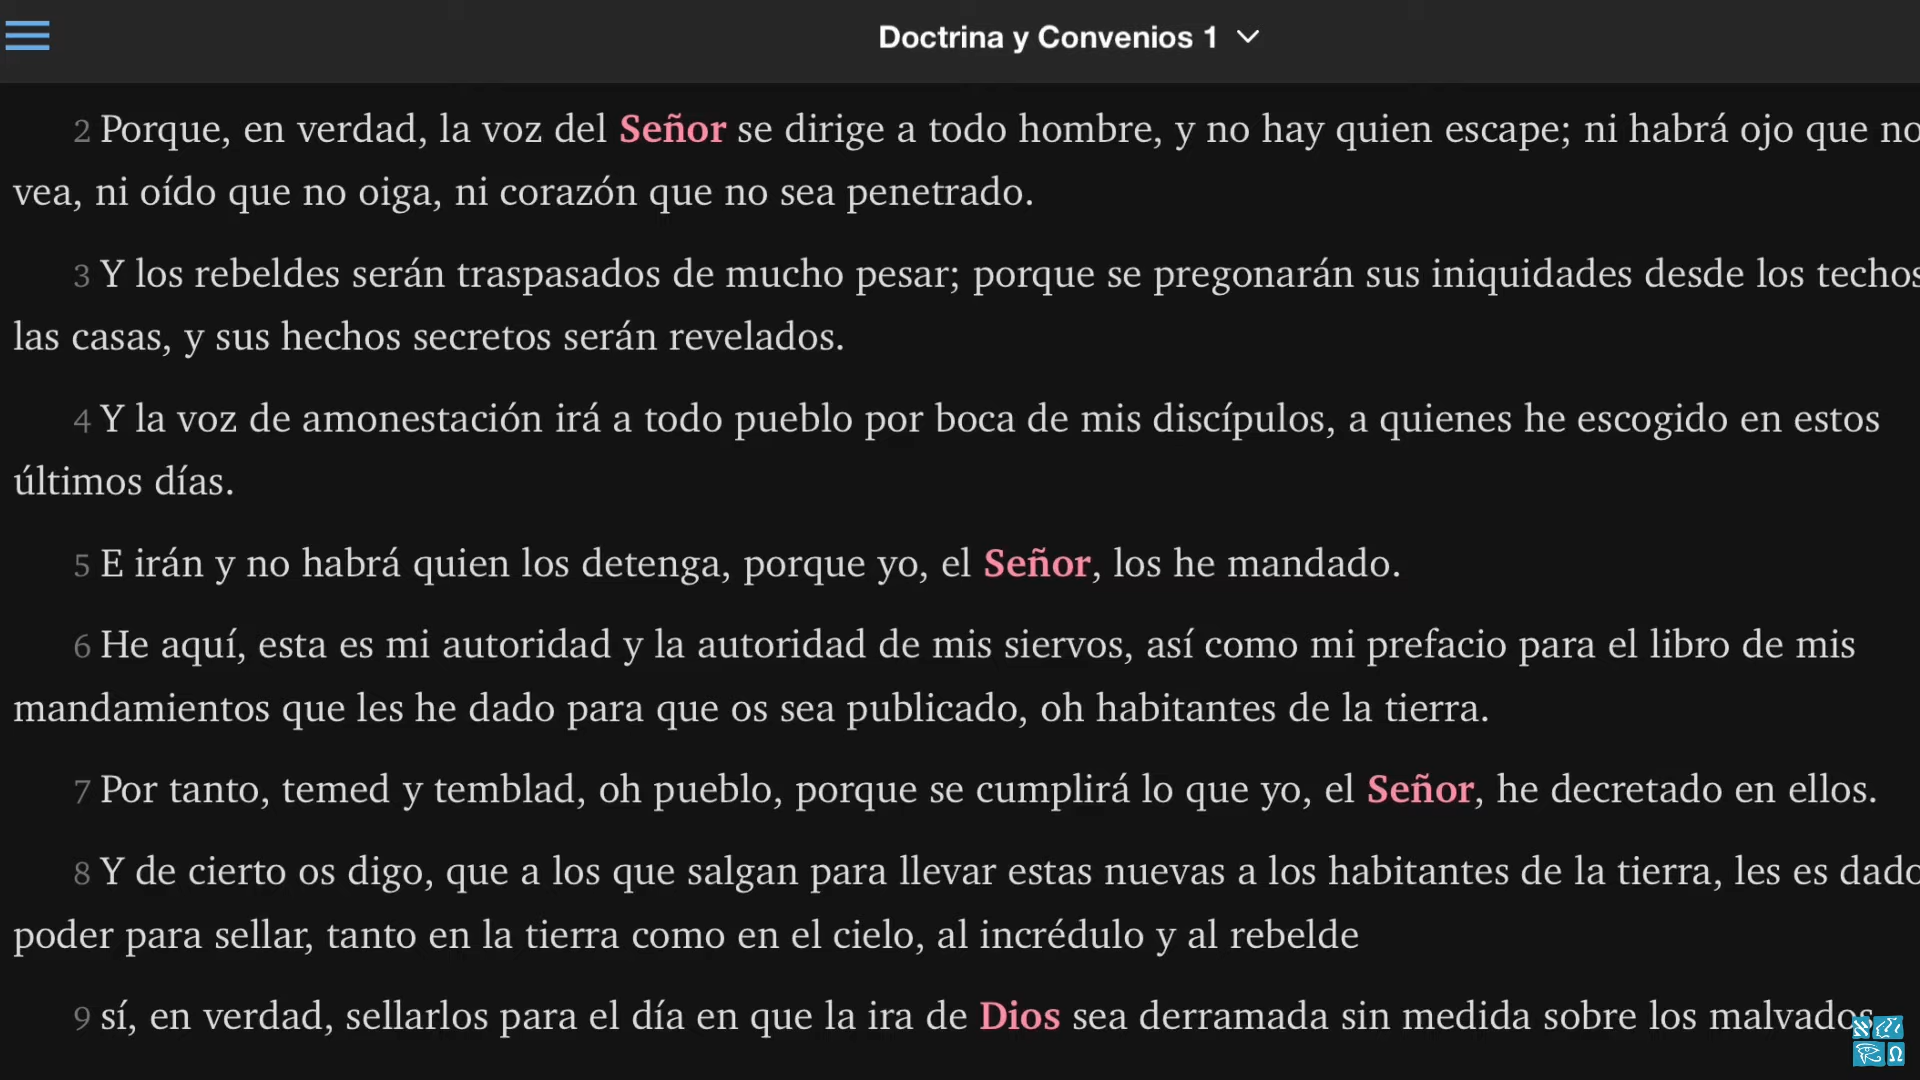 Doctrina y Convenios 1
2 Porque, en verdad, la voz del Señor se dirige a todo hombre, y no hay quien escape; ni habrá ojo que no
vea, ni oído que no oiga, ni corazón que no sea penetrado.
3 Y los rebeldes serán traspasados de mucho pesar; porque se pregonarán sus iniquidades desde los techos
las casas, y sus hechos secretos serán revelados.
4 Y la voz de amonestación irá a todo pueblo por boca de mis discípulos, a quienes he escogido en estos
últimos días.
5 E irán y no habrá quien los detenga, porque yo, el Señor, los he mandado.
6 He aquí, esta es mi autoridad y la autoridad de mis siervos, así como mi prefacio para el libro de mis
mandamientos que les he dado para que os sea publicado, oh habitantes de la tierra.
7 Por tanto, temed y temblad, oh pueblo, porque se cumplirá lo que yo, el Señor, he decretado en ellos.
8 Y de cierto os digo, que a los que salgan para llevar estas nuevas a los habitantes de la tierra, les es dado
poder para sellar, tanto en la tierra como en el cielo, al incrédulo y al rebelde
9 sí, en verdad, sellarlos para el día en que la ira de Dios sea derramada sin medida sobre los malvados